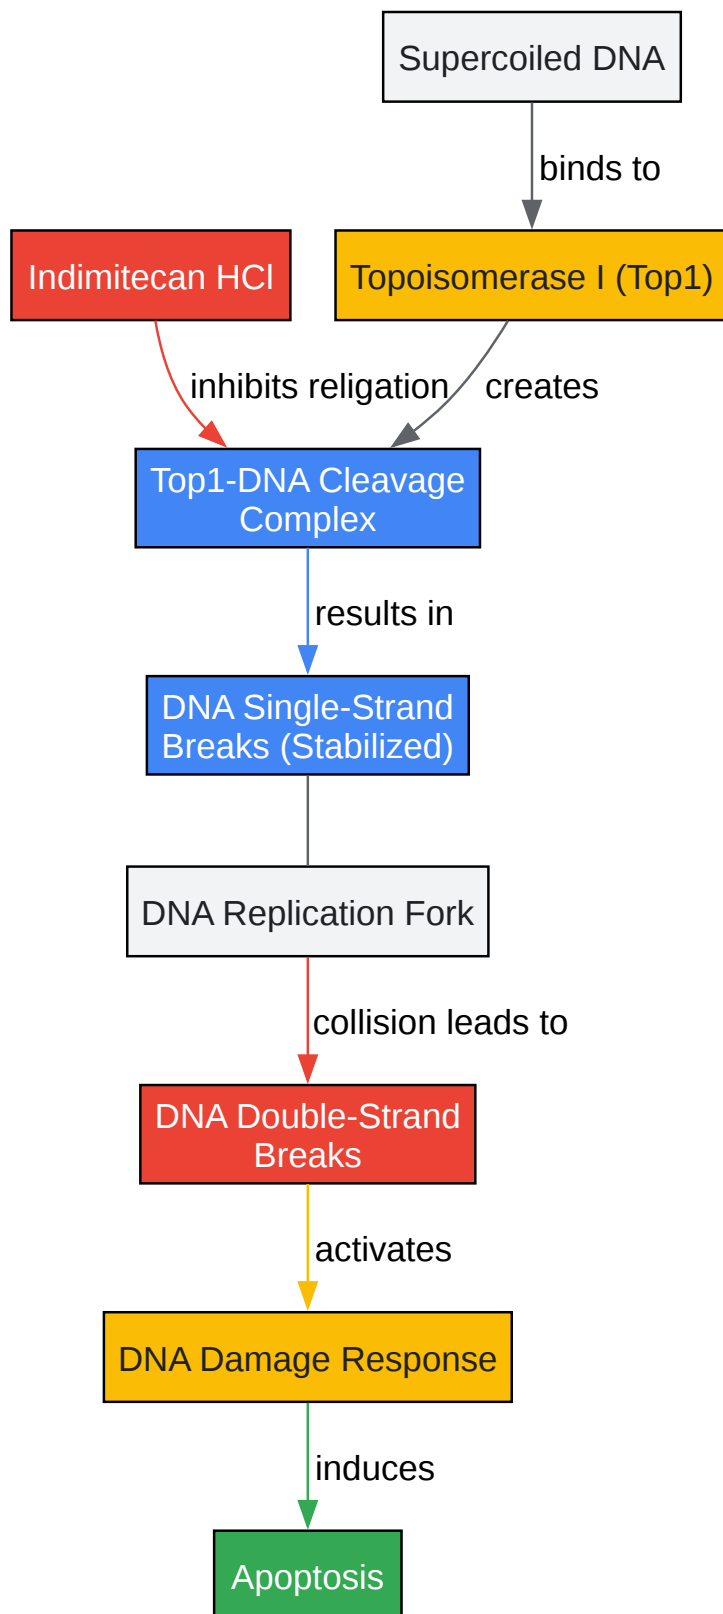 Supercoiled DNA
binds to
Indimitecan HCl
Topoisomerase I (Top1)
inhibits religation
creates
Top1-DNA Cleavage
Complex
results in
DNA Single-Strand
Breaks (Stabilized)
DNA Replication Fork
collision leads to
DNA Double-Strand
Breaks
activates
DNA Damage Response
induces
Apoptosis